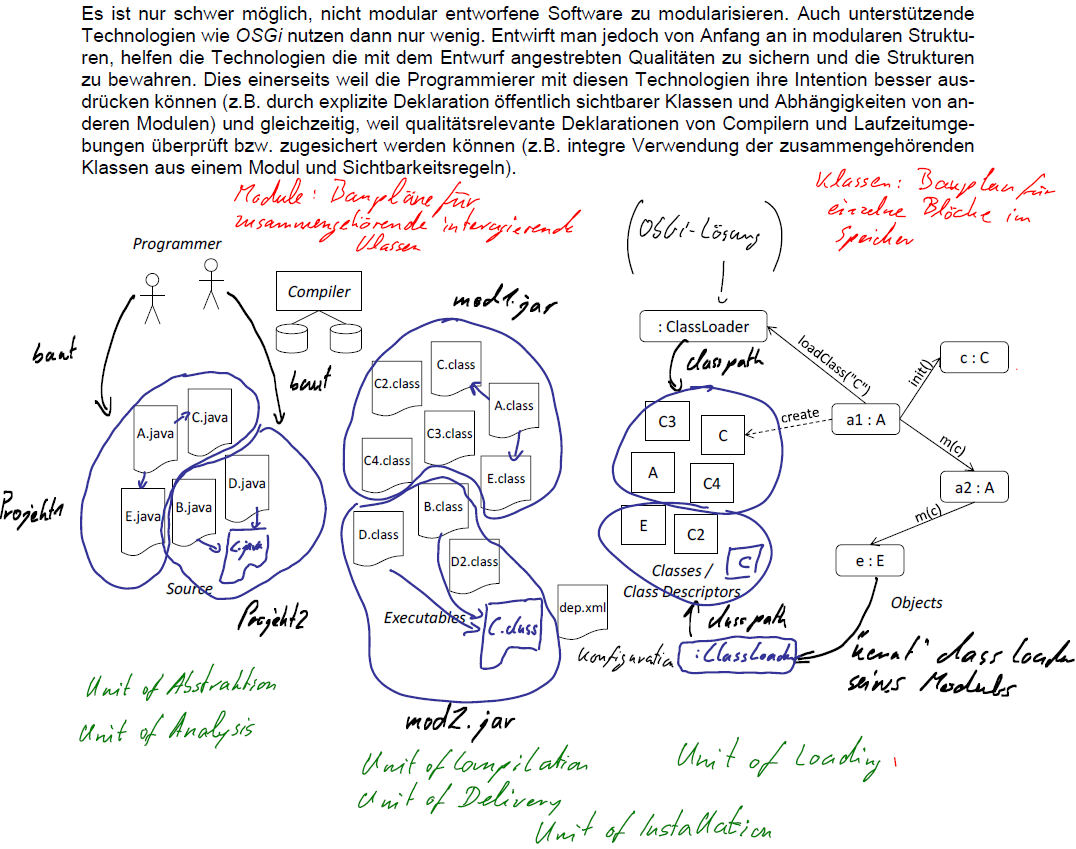 Es ist nur schwer möglich, nicht modular entworfene Software zu modularisieren. Auch unterstützende
Technologien wie OSGi nutzen dann nur wenig. Entwirft man jedoch von Anfang an in modularen Struktu-
ren, helfen die Technologien die mit dem Entwurf angestrebten Qualitäten zu sichern und die Strukturen
zu bewahren. Dies einerseits weil die Programmierer mit diesen Technologien ihre Intention besser aus-
drücken können (z.B. durch explizite Deklaration öffentlich sichtbarer Klassen und Abhängigkeiten von an-
deren Modulen) und gleichzeitig, weil qualitätsrelevante Deklarationen von Compilern und Laufzeitumge-
bungen überprüft bzw. zugesichert werden können (z.B. integre Verwendung der zusammengehörenden
Klassen aus einem Modul und Sichtbarkeitsregeln).
Module: Baupläne für
zusammengehörende interagierende
Klassen
Klassen: Bauplan für
einzelne Blöcke im
Speicher
(OSGi-Lösung)
Programmer
Compiler
mod1.jar
: ClassLoader
classpath
loadClass("C")
init()
c : C
baut
baut
C.java
A.java
E.java
B.java
D.java
C.java
Projekt1
Source
Projekt2
C2.class
C.class
A.class
C3.class
C4.class
E.class
B.class
D.class
D2.class
C.class
Executables
mod2.jar
dep.xml
Konfiguration
C3
C
A
C4
E
C2
C
Classes /
Class Descriptors
create
a1 : A
m(c)
a2 : A
m(c)
e : E
Objects
classpath
:ClassLoader
"kennt" class Loader
seines Moduls
Unit of Abstraktion
Unit of Analysis
Unit of Compilation
Unit of Delivery
Unit of Installation
Unit of Loading